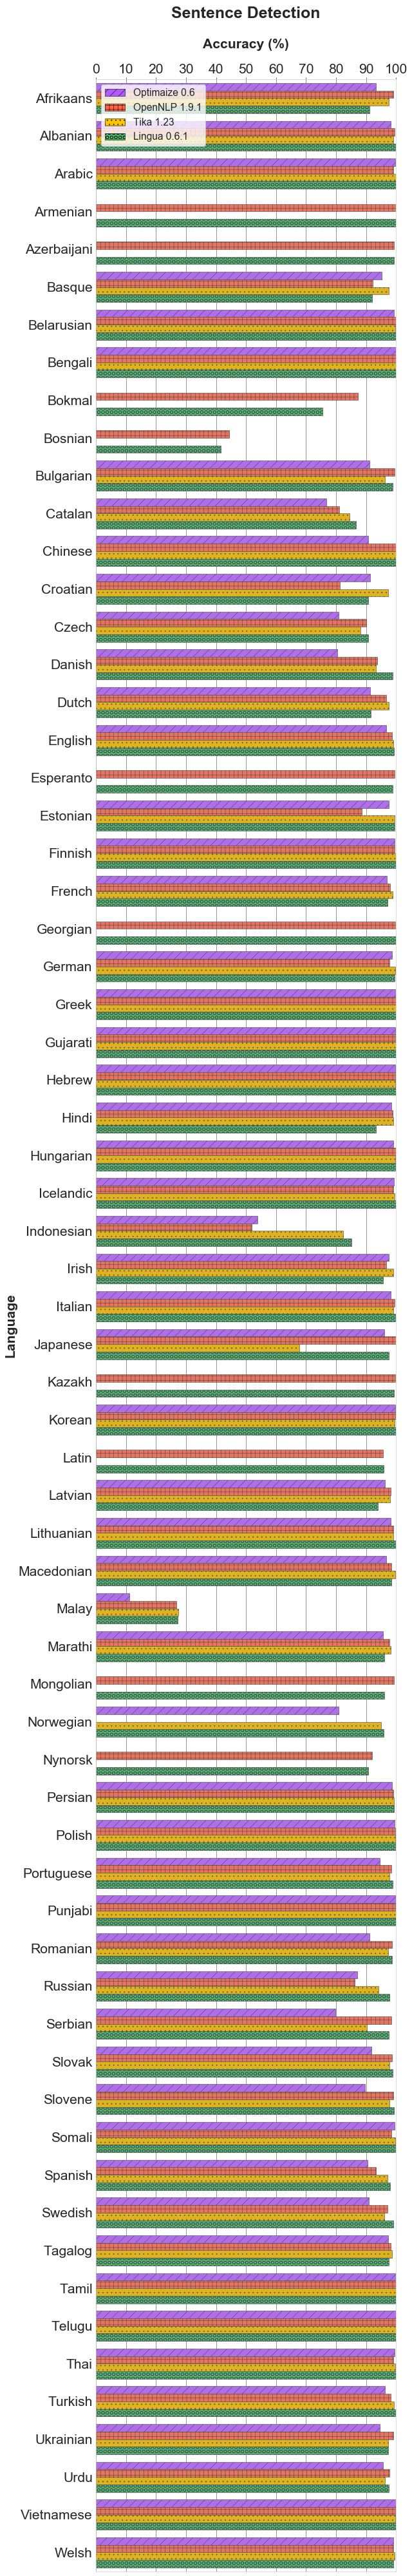 Sentence Detection
Accuracy (%)
0 10 20 30 40 50 60 70 80 90 100
Optimaize 0.6
OpenNLP 1.9.1
Tika 1.23
Lingua 0.6.1
Afrikaans
Albanian
Arabic
Armenian
Azerbaijani
Basque
Belarusian
Bengali
Bokmal
Bosnian
Bulgarian
Catalan
Chinese
Croatian
Czech
Danish
Dutch
English
Esperanto
Estonian
Finnish
French
Georgian
German
Greek
Gujarati
Hebrew
Hindi
Hungarian
Icelandic
Indonesian
Irish
Italian
Language
Japanese
Kazakh
Korean
Latin
Latvian
Lithuanian
Macedonian
Malay
Marathi
Mongolian
Norwegian
Nynorsk
Persian
Polish
Portuguese
Punjabi
Romanian
Russian
Serbian
Slovak
Slovene
Somali
Spanish
Swedish
Tagalog
Tamil
Telugu
Thai
Turkish
Ukrainian
Urdu
Vietnamese
Welsh